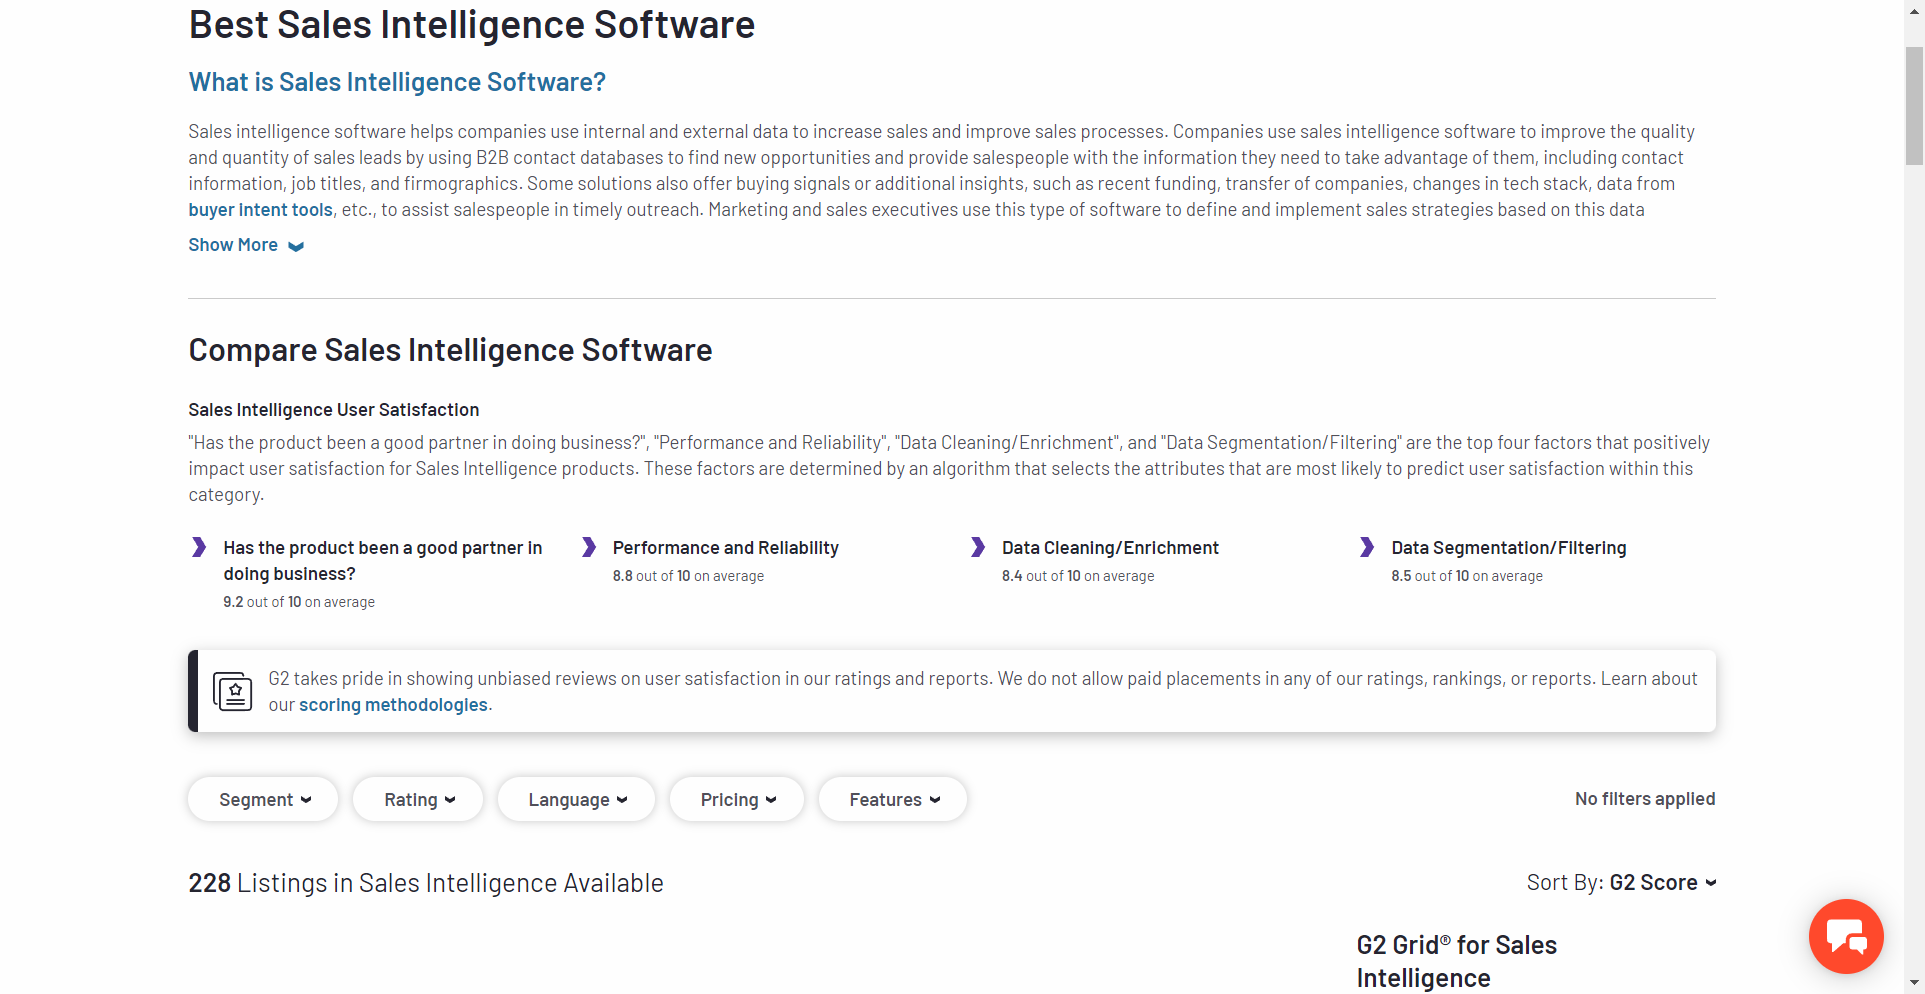 Best Sales Intelligence Software
What is Sales Intelligence Software?
Sales intelligence software helps companies use internal and external data to increase sales and improve sales processes. Companies use sales intelligence software to improve the quality
and quantity of sales leads by using B2B contact databases to find new opportunities and provide salespeople with the information they need to take advantage of them, including contact
information, job titles, and firmographics. Some solutions also offer buying signals or additional insights, such as recent funding, transfer of companies, changes in tech stack, data from
buyer intent tools, etc., to assist salespeople in timely outreach. Marketing and sales executives use this type of software to define and implement sales strategies based on this data
Show More
Compare Sales Intelligence Software
Sales Intelligence User Satisfaction
"Has the product been a good partner in doing business?", "Performance and Reliability", "Data Cleaning/Enrichment", and "Data Segmentation/Filtering" are the top four factors that positively
impact user satisfaction for Sales Intelligence products. These factors are determined by an algorithm that selects the attributes that are most likely to predict user satisfaction within this
category.
Has the product been a good partner in
doing business?
9.2 out of 10 on average
Performance and Reliability
8.8 out of 10 on average
Data Cleaning/Enrichment
8.4 out of 10 on average
Data Segmentation/Filtering
8.5 out of 10 on average
G2 takes pride in showing unbiased reviews on user satisfaction in our ratings and reports. We do not allow paid placements in any of our ratings, rankings, or reports. Learn about
our scoring methodologies.
Segment
Rating
Language
Pricing
Features
No filters applied
228 Listings in Sales Intelligence Available
Sort By: G2 Score
G2 Grid® for Sales
Intelligence